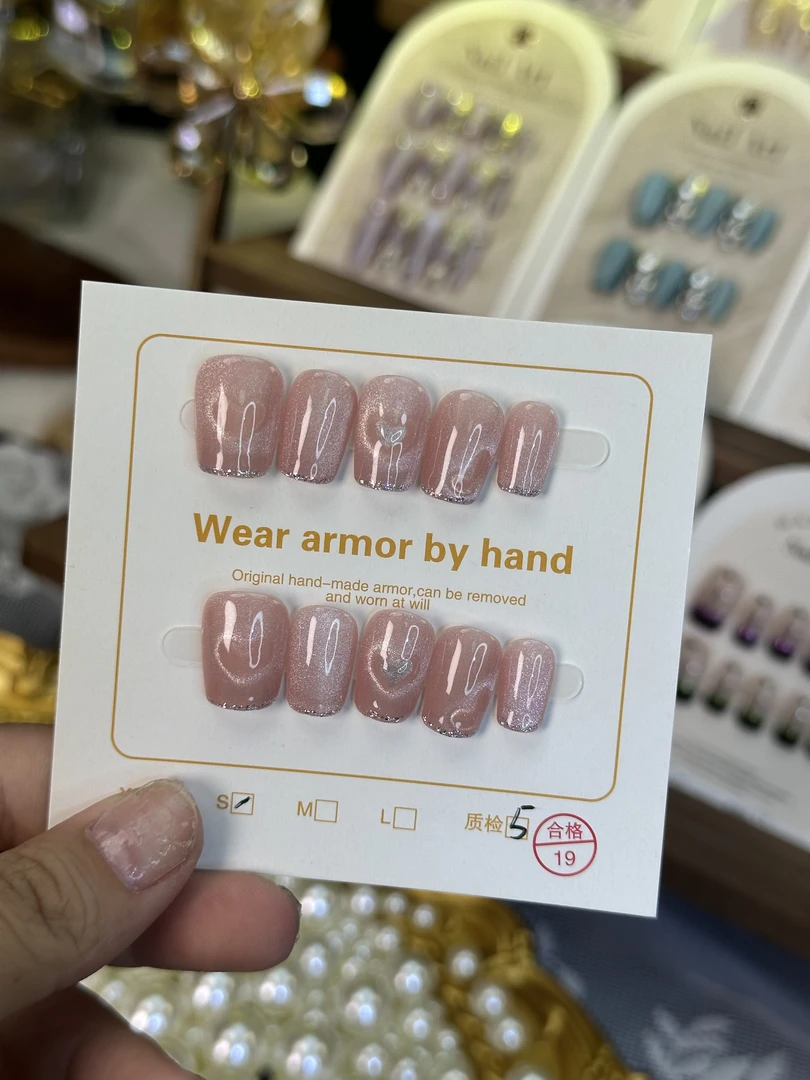 Wear armor by hand
Original hand-made armor,can be removed
and worn at will
S
M
L
质检 5
合格
19